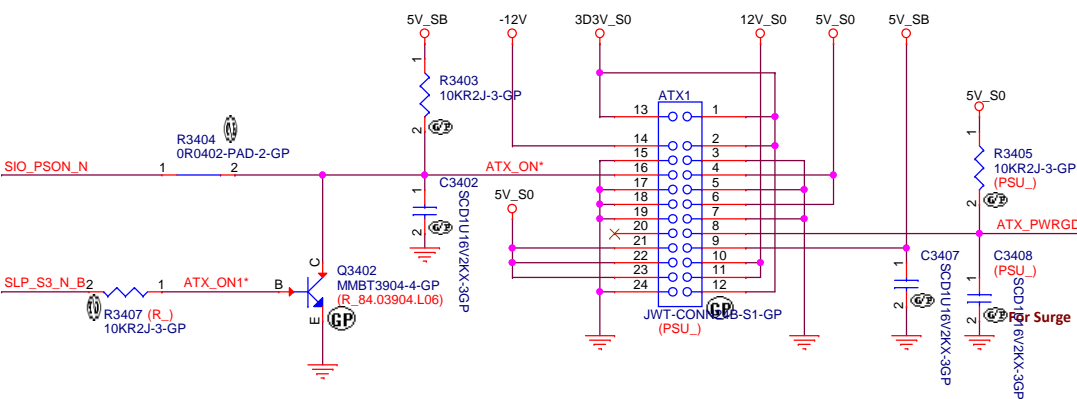 5V_SB
-12V
3D3V_S0
12V_S0
5V_S0
5V_SB
1
R3403
10KR2J-3-GP
2
G/P
ATX1
13
1
14
2
15
3
16
4
17
5
18
6
19
7
20
8
21
9
22
10
23
11
24
12
GP
JWT-CONN24B-S1-GP
(PSU_)
5V_S0
1
R3405
10KR2J-3-GP
(PSU_)
2
G/P
ATX_PWRGD
R3404
0R0402-PAD-2-GP
SIO_PSON_N
1
2
ATX_ON*
C3402
1
SCD1U16V2KX-3GP
2
G/P
5V_S0
SLP_S3_N_B
2
1
ATX_ON1*
R3407 (R_)
10KR2J-3-GP
B
C
E
Q3402
MMBT3904-4-GP
(R_84.03904.L06)
GP
C3407
1
SCD1U16V2KX-3GP
2
G/P
C3408
(PSU_)
1
SCD1U16V2KX-3GP
2
G/P
For Surge